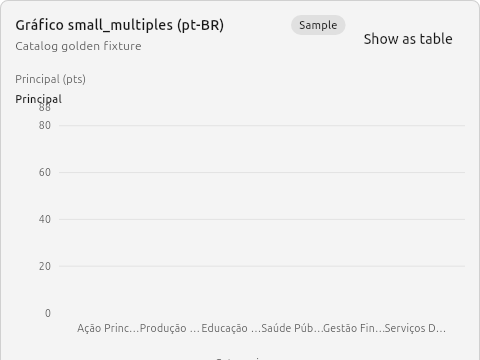 Gráfico small_multiples (pt-BR)
Sample
Show as table
Catalog golden fixture
Principal (pts)
Principal
88
80
60
40
20
0
Ação Princ… Produção … Educação … Saúde Púb… Gestão Fin… Serviços D…